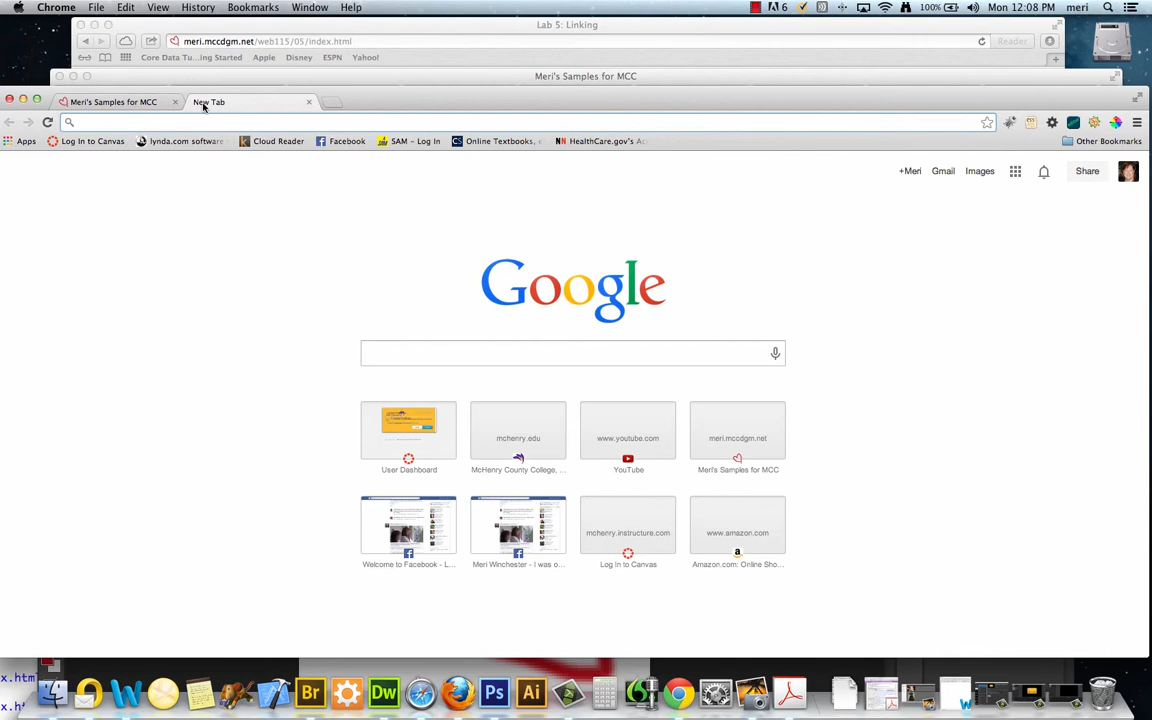 Chrome File Edit View History Bookmarks Window Help 6 100% Mon 12:08 PM meri
Lab 5: Linking
meri.mccdgm.net/web115/05/index.html Reader
Core Data Tu...ing Started Apple Disney ESPN Yahoo!
Meri's Samples for MCC
Meri's Samples for MCC New Tab
Apps Log In to Canvas lynda.com software Cloud Reader Facebook SAM – Log In Online Textbooks, HealthCare.gov's Ac Other Bookmarks
+Meri Gmail Images Share
Google
mchenry.edu www.youtube.com meri.mccdgm.net
User Dashboard McHenry County College, ... YouTube Meri's Samples for MCC
mchenry.instructure.com www.amazon.com
Welcome to Facebook - L... Meri Winchester - I was o... Log In to Canvas Amazon.com: Online Sho...
x.htm
Br Dw Ps Ai